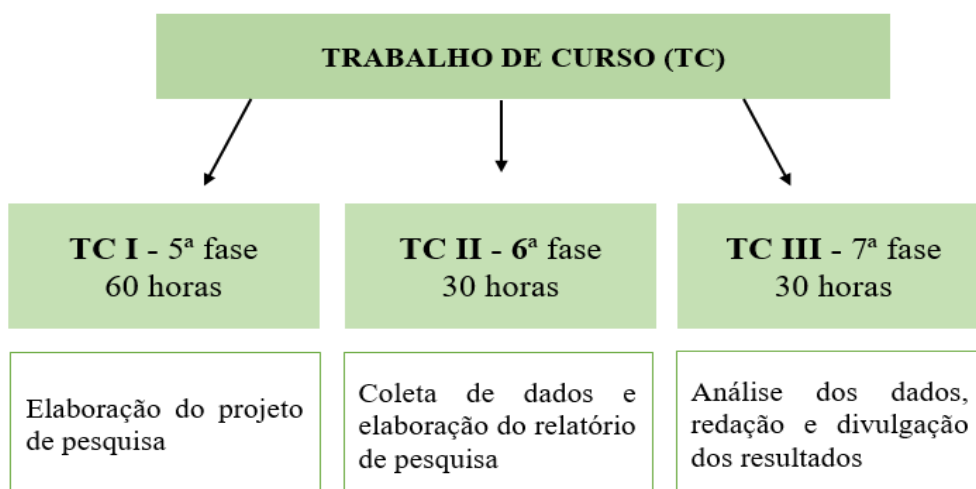 TRABALHO DE CURSO (TC)
TC I - 5ª fase
60 horas
TC II - 6ª fase
30 horas
TC III - 7ª fase
30 horas
Elaboração do projeto
de pesquisa
Coleta de dados e
elaboração do relatório
de pesquisa
Análise dos dados,
redação e divulgação
dos resultados